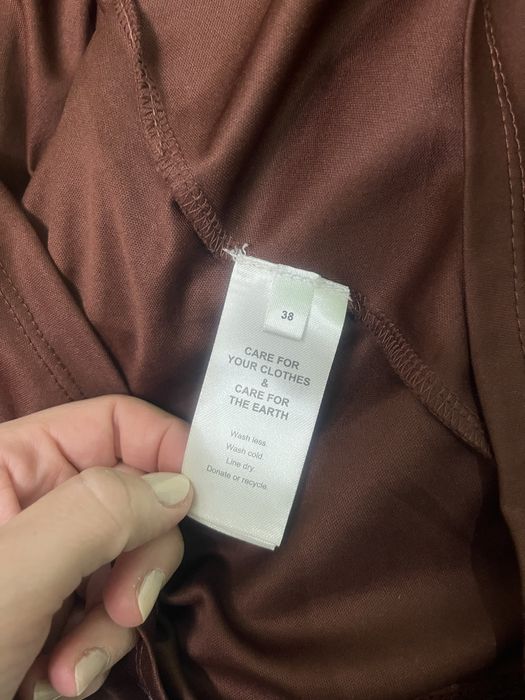 38
CARE FOR
YOUR CLOTHES
&
CARE FOR
THE EARTH
Wash less.
Wash cold.
Line dry.
Donate or recycle.